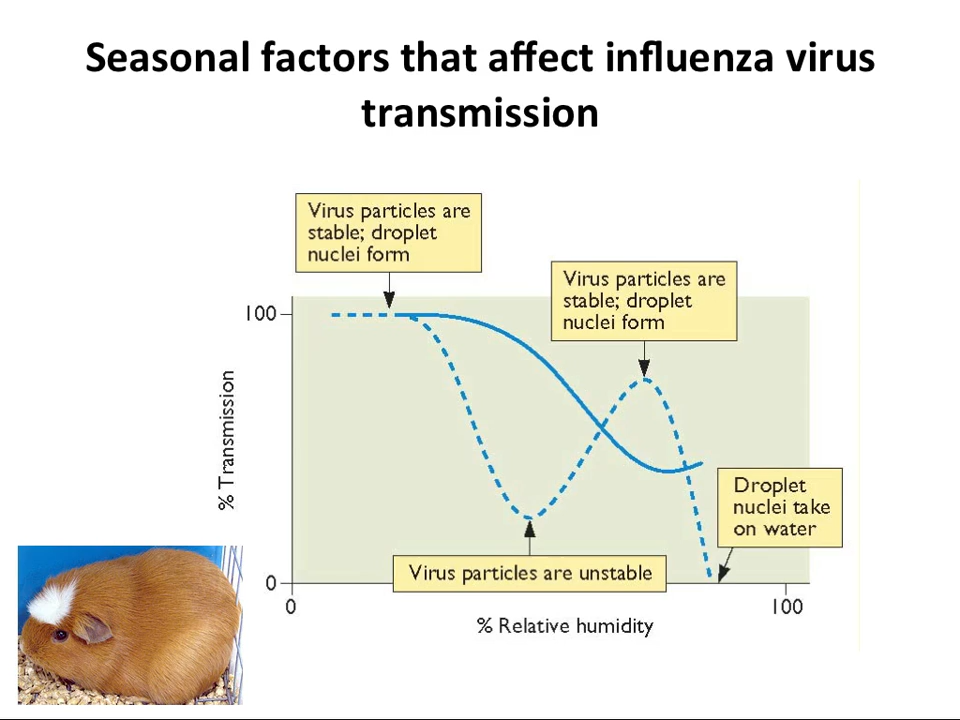 Seasonal factors that affect influenza virus
transmission
Virus particles are
stable; droplet
nuclei form
Virus particles are
stable; droplet
nuclei form
100
% Transmission
Droplet
nuclei take
on water
Virus particles are unstable
0
0
100
% Relative humidity